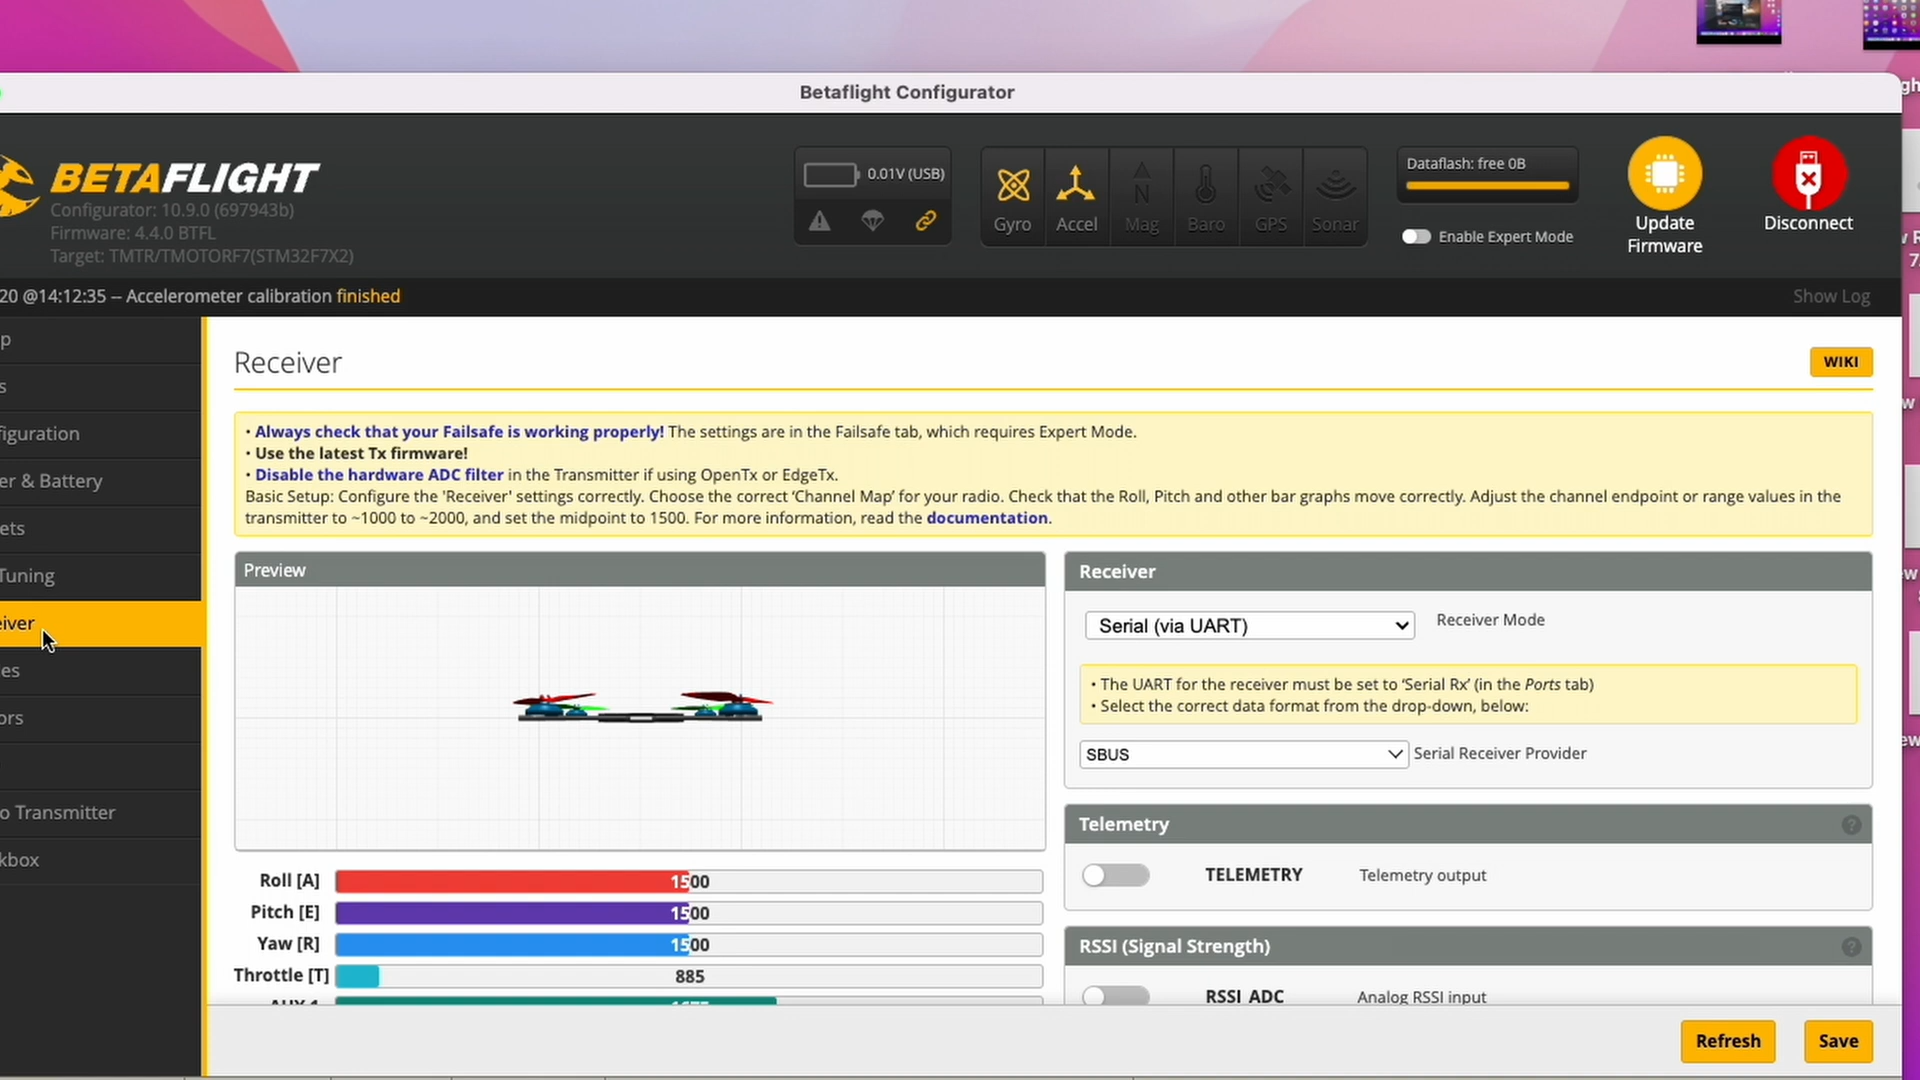 Betaflight Configurator
BETAFLIGHT
Configurator: 10.9.0 (697943b)
Firmware: 4.4.0 BTFL
Target: TMTR/TMOTORF7(STM32F7X2)
0.01V (USB)
Gyro
Accel
N
Mag
Baro
GPS
Sonar
Dataflash: free 0B
Enable Expert Mode
Update
Firmware
Disconnect
20 @14:12:35 -- Accelerometer calibration finished
Show Log
p
s
figuration
er & Battery
ets
Tuning
eiver
es
ors
o Transmitter
kbox
Receiver
WIKI
• Always check that your Failsafe is working properly! The settings are in the Failsafe tab, which requires Expert Mode.
• Use the latest Tx firmware!
• Disable the hardware ADC filter in the Transmitter if using OpenTx or EdgeTx.
Basic Setup: Configure the 'Receiver' settings correctly. Choose the correct ‘Channel Map’ for your radio. Check that the Roll, Pitch and other bar graphs move correctly. Adjust the channel endpoint or range values in the
transmitter to ~1000 to ~2000, and set the midpoint to 1500. For more information, read the documentation.
Preview
Roll [A] 1500
Pitch [E] 1500
Yaw [R] 1500
Throttle [T] 885
AUX 1
Receiver
Serial (via UART) Receiver Mode
• The UART for the receiver must be set to ‘Serial Rx’ (in the Ports tab)
• Select the correct data format from the drop-down, below:
SBUS Serial Receiver Provider
Telemetry
TELEMETRY Telemetry output
RSSI (Signal Strength)
RSSI_ADC Analog RSSI input
Refresh
Save